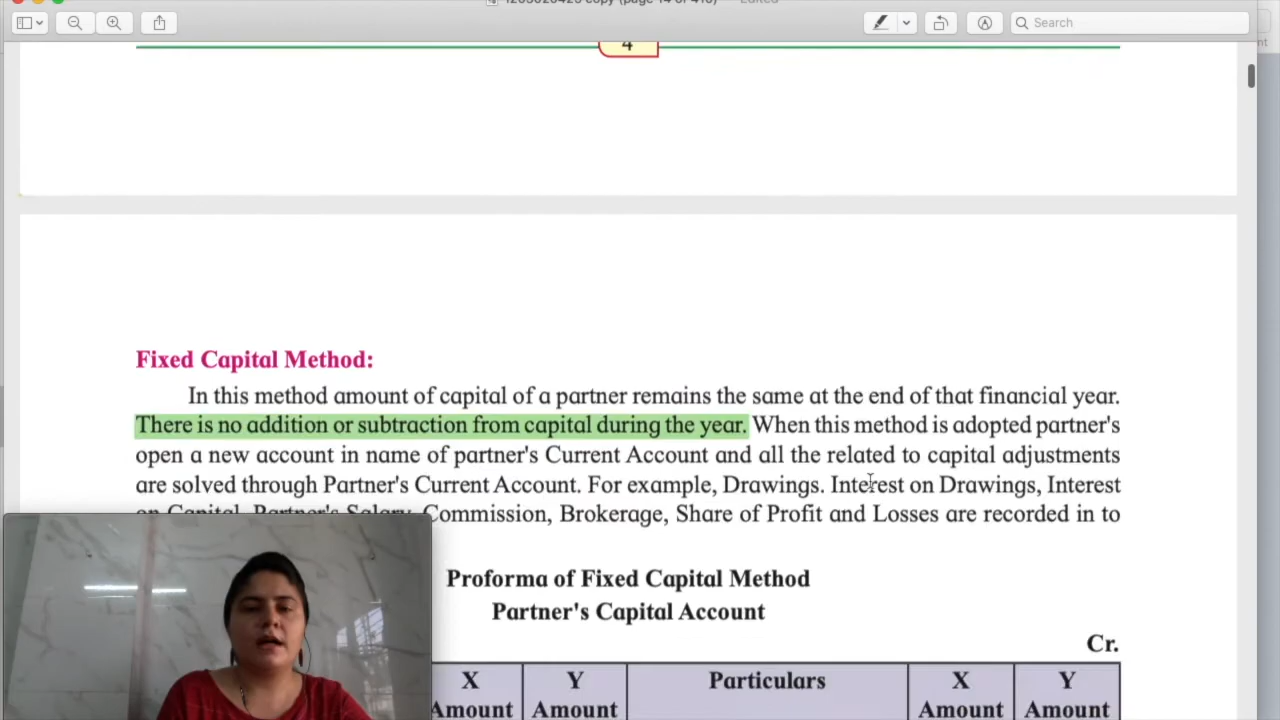 Search
4
Fixed Capital Method:
In this method amount of capital of a partner remains the same at the end of that financial year.
There is no addition or subtraction from capital during the year. When this method is adopted partner's
open a new account in name of partner's Current Account and all the related to capital adjustments
are solved through Partner's Current Account. For example, Drawings. Interest on Drawings, Interest
on Capital, Partner's Salary, Commission, Brokerage, Share of Profit and Losses are recorded in to
Proforma of Fixed Capital Method
Partner's Capital Account
Cr.
X Y Particulars X Y
Amount Amount Amount Amount